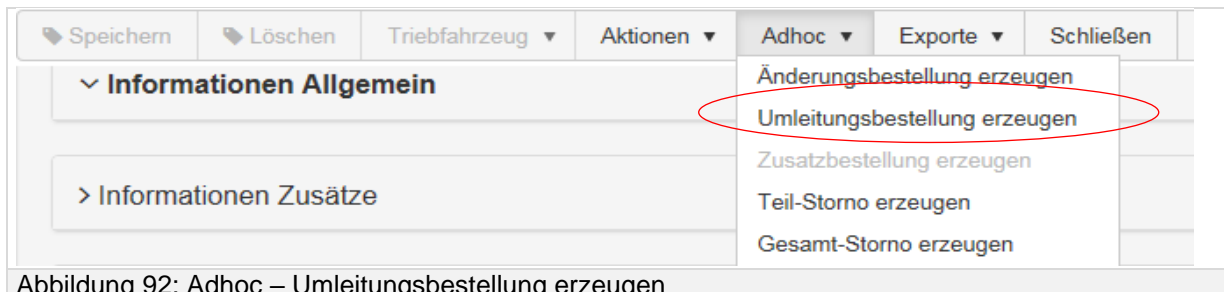 Speichern Löschen Triebfahrzeug Aktionen Adhoc Exporte Schließen
Informationen Allgemein
Änderungsbestellung erzeugen
Umleitungsbestellung erzeugen
Zusatzbestellung erzeugen
Informationen Zusätze
Teil-Storno erzeugen
Gesamt-Storno erzeugen
Abbildung 92: Adhoc – Umleitungsbestellung erzeugen